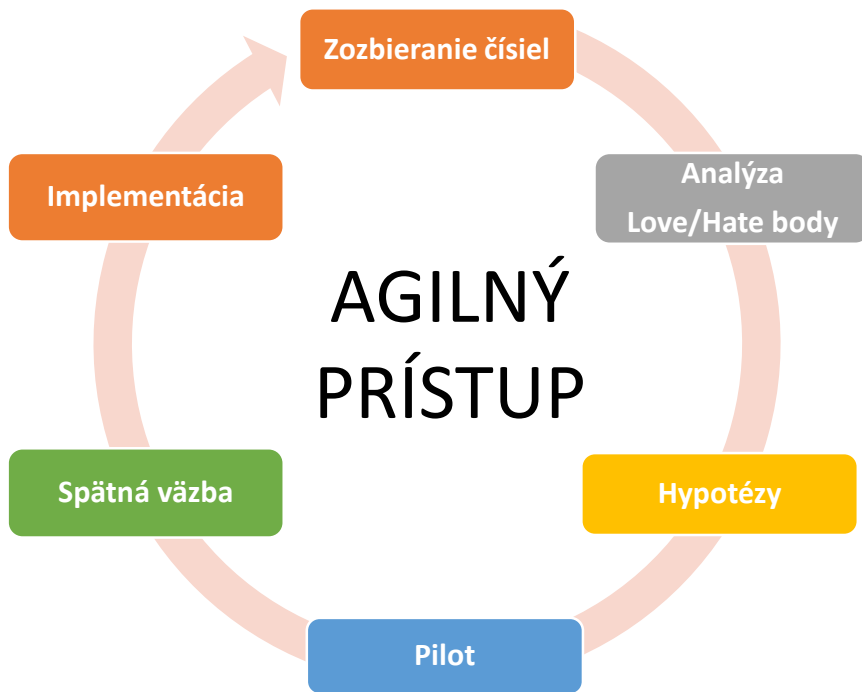 Zozbieranie čísiel
Analýza
Love/Hate body
Hypotézy
Pilot
Spätná väzba
Implementácia
AGILNÝ
PRÍSTUP